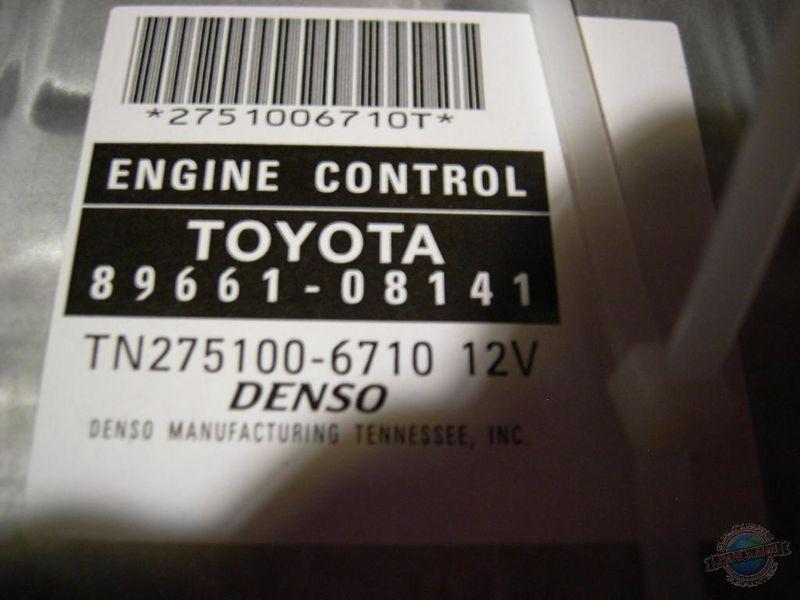 *2751006710T*
ENGINE CONTROL
TOYOTA
89661-08141
TN275100-6710 12V
DENSO
DENSO MANUFACTURING TENNESSEE, INC.